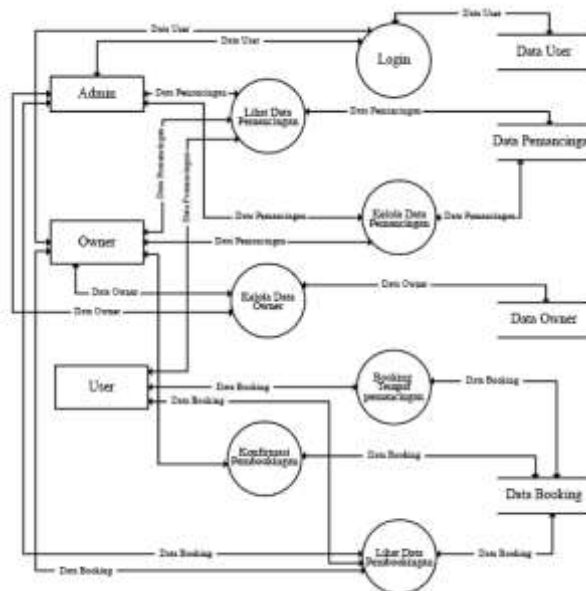 Data User
Data User
Data User
Login
Data User
Admin
Data Pemancingan
Lihat Data
Pemancingan
Data Pemancingan
Data Pemancingan
Data Pemancingan
Data Pemancingan
Data Pemancingan
Kelola Data
Pemancingan
Data Pemancingan
Owner
Data Pemancingan
Data Owner
Kelola Data
Owner
Data Owner
Data Owner
Data Owner
User
Data Booking
Data Booking
Booking
Tempat
pemancingan
Data Booking
Konfirmasi
Pembookingan
Data Booking
Data Booking
Data Booking
Lihat Data
Pembookingan
Data Booking
Data Booking